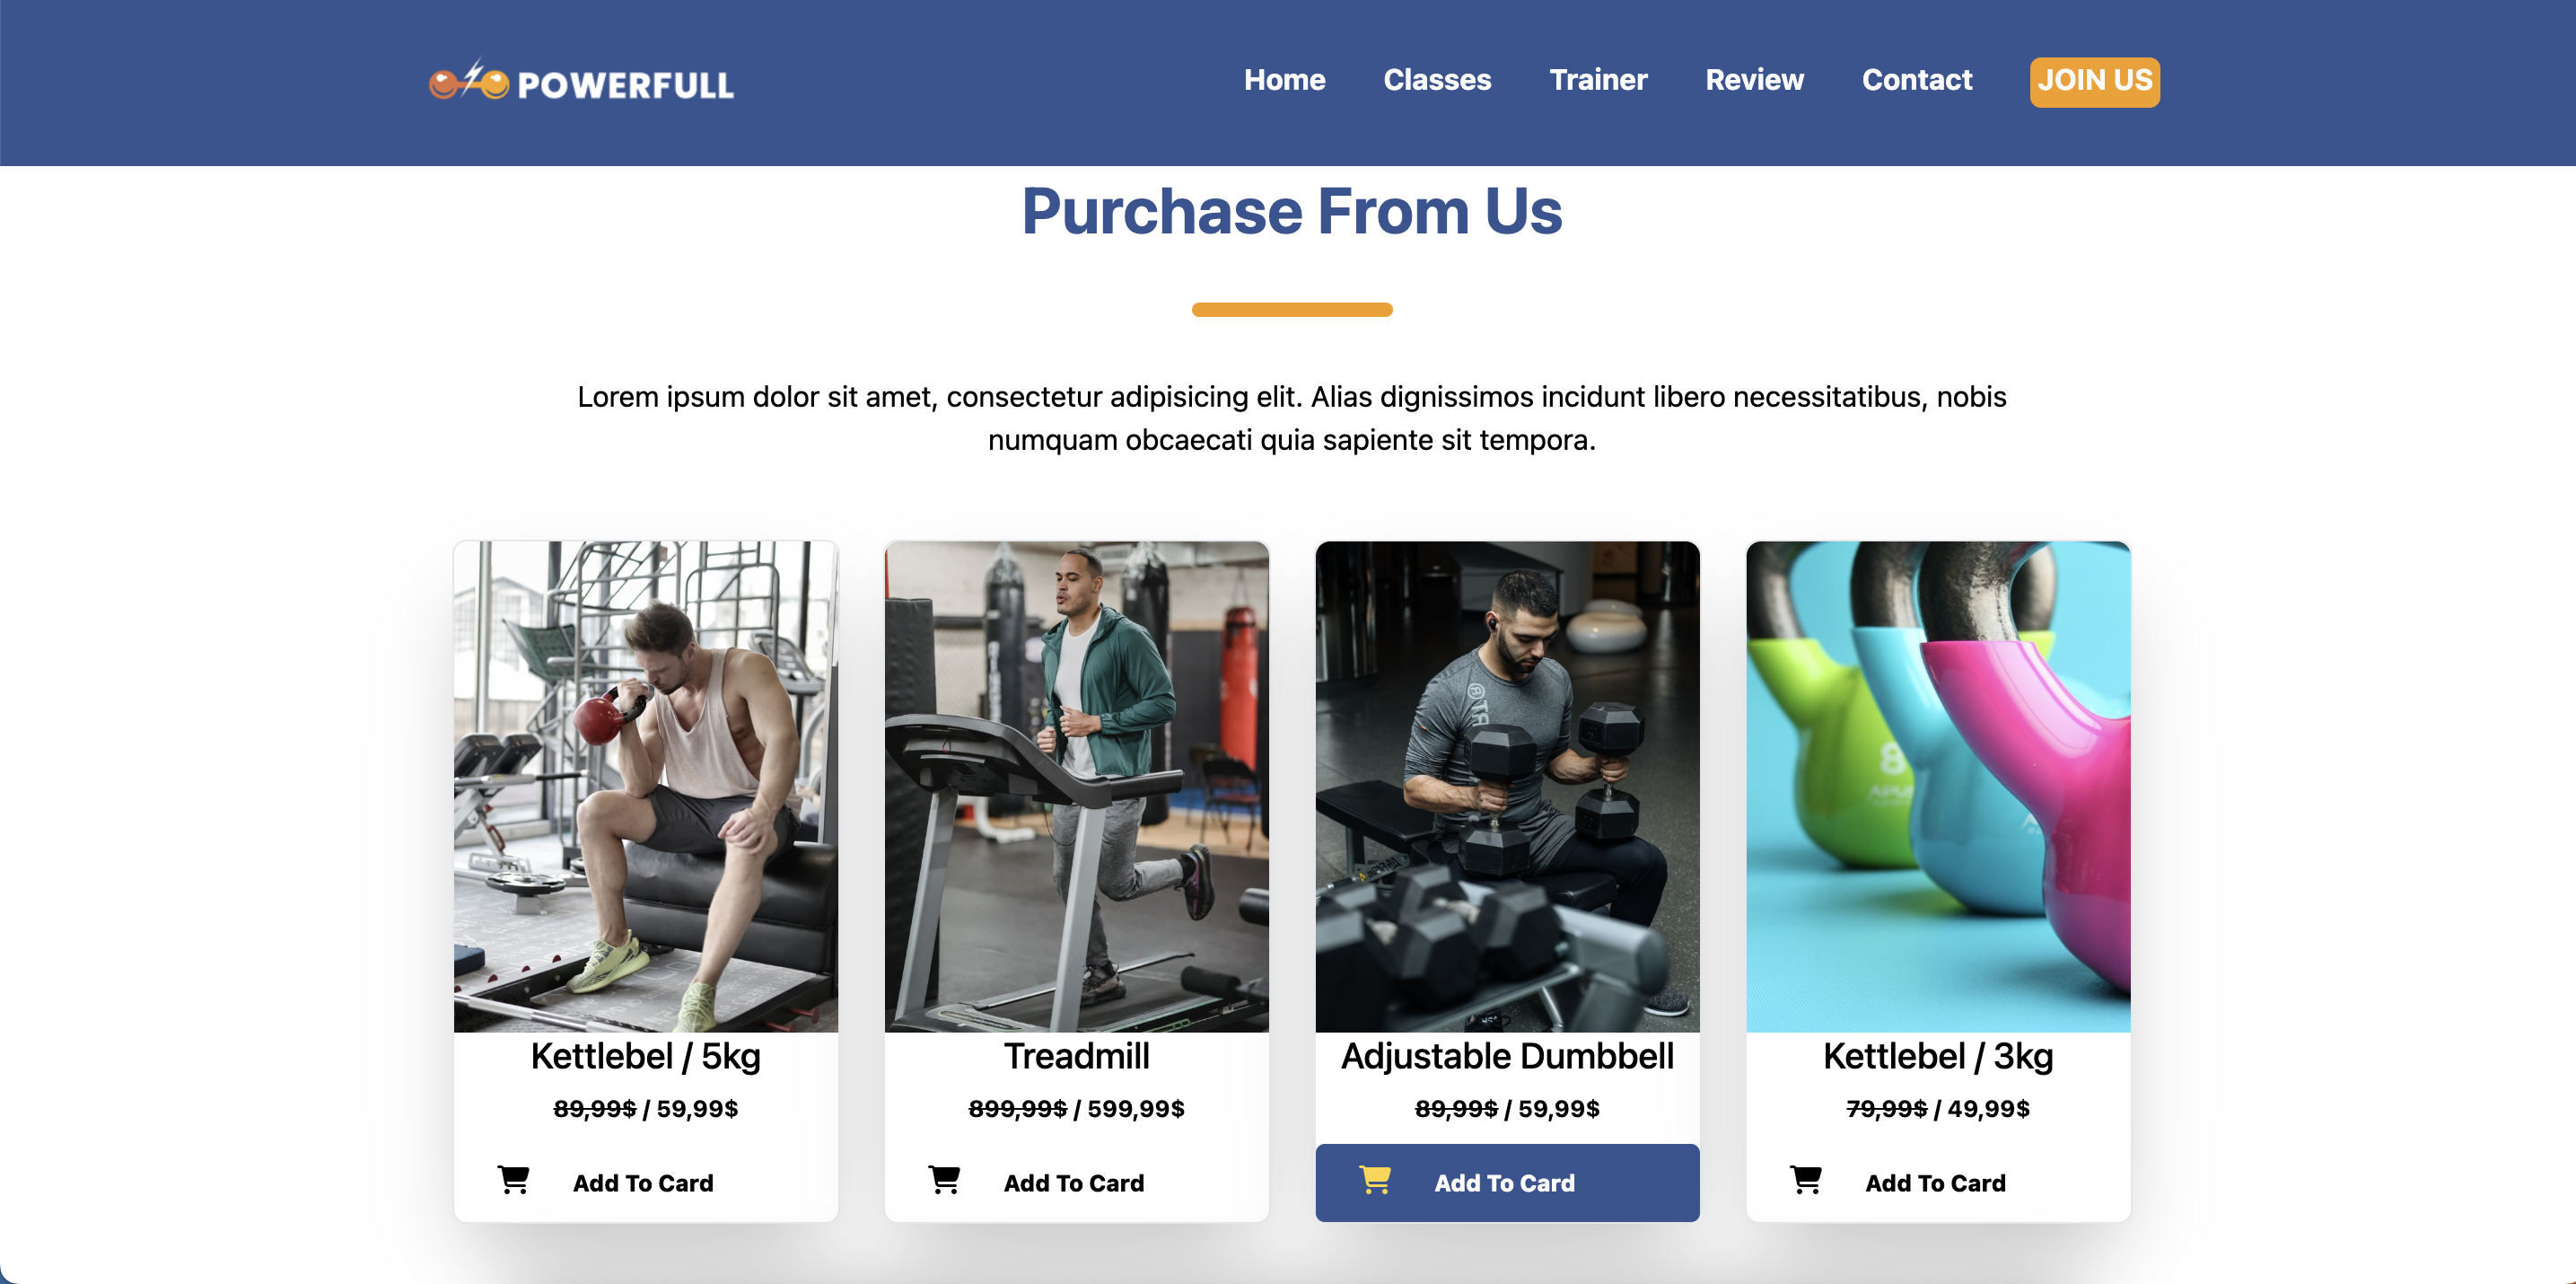 POWERFULL
Home Classes Trainer Review Contact JOIN US
Purchase From Us
Lorem ipsum dolor sit amet, consectetur adipisicing elit. Alias dignissimos incidunt libero necessitatibus, nobis
numquam obcaecati quia sapiente sit tempora.
8
Kettlebel / 5kg
89,99$ / 59,99$
Add To Card
Treadmill
899,99$ / 599,99$
Add To Card
Adjustable Dumbbell
89,99$ / 59,99$
Add To Card
Kettlebel / 3kg
79,99$ / 49,99$
Add To Card